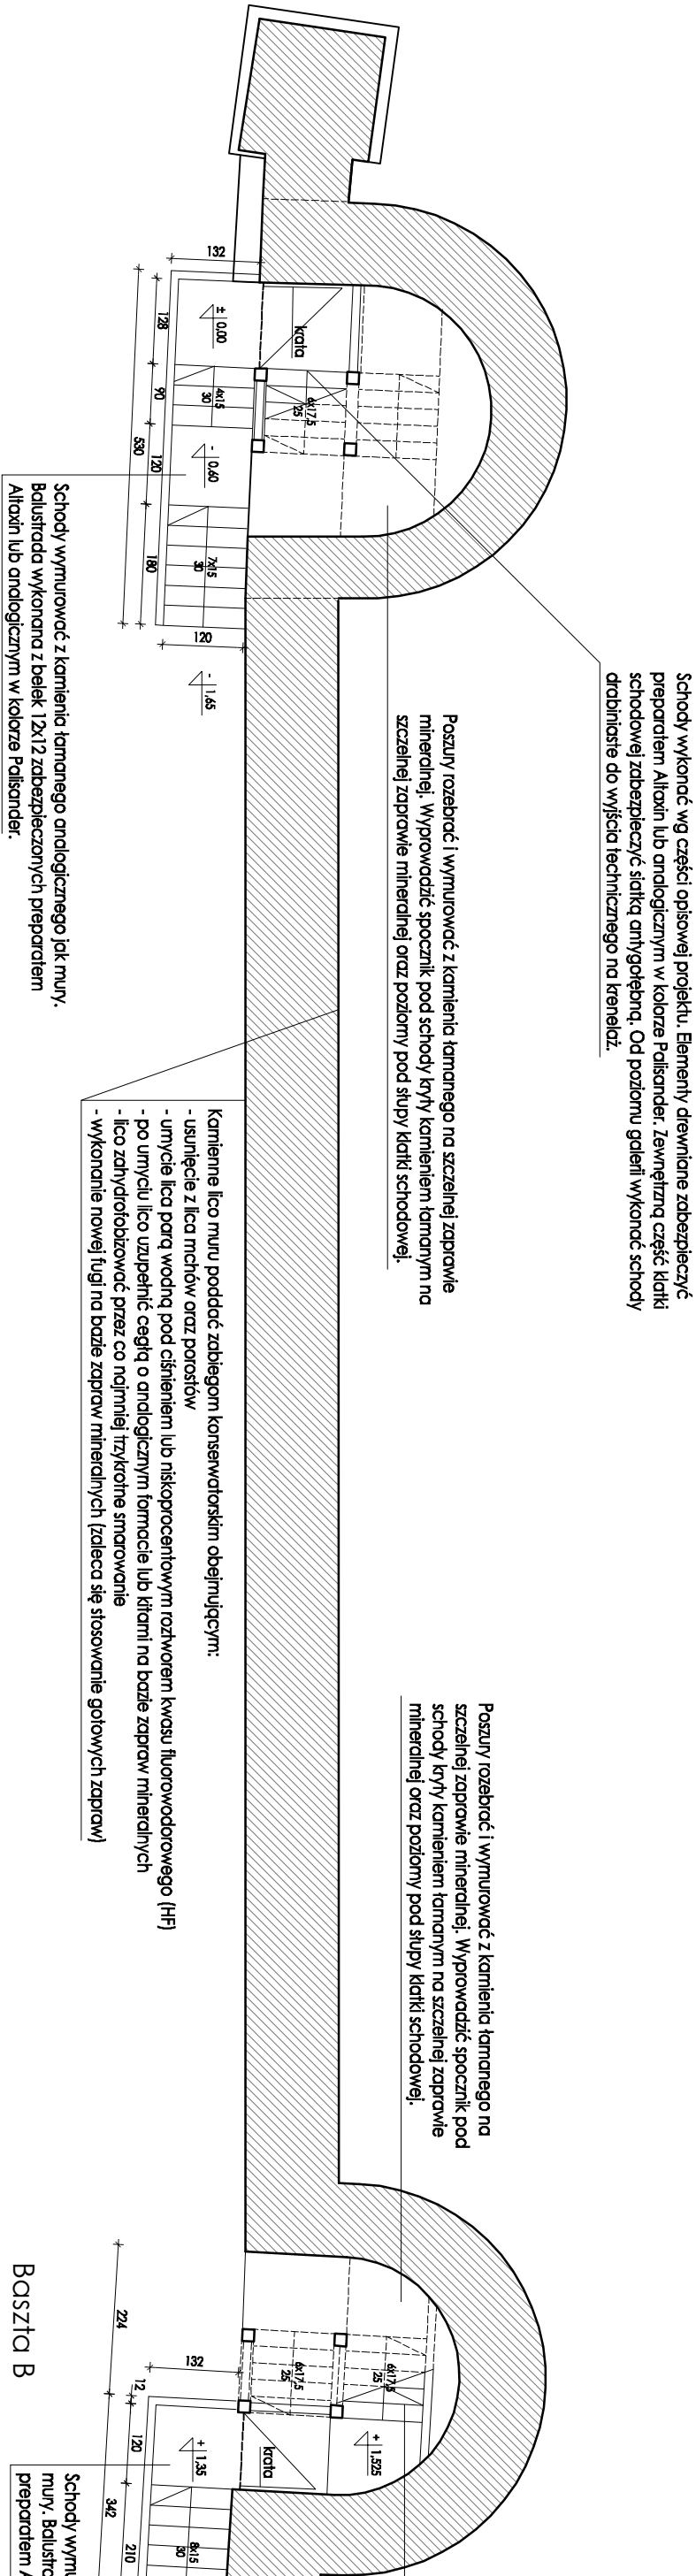 Schody wykonać wg części opisowej projektu. Elementy drewniane zabezpieczyć
preparatem Altaxin lub analogicznym w kolorze Palisander. Zewnętrzną część klatki
schodowej zabezpieczyć siatką antygołębną. Od poziomu galerii wykonać schody
drabiniaste do wyjścia technicznego na krenelaż.
Poszury rozebrać i wymurować z kamienia łamanego na szczelnej zaprawie
mineralnej. Wyprowadzić spocznik pod schody kryty kamieniem łamanym na
szczelnej zaprawie mineralnej oraz poziomy pod słupy klatki schodowej.
Poszury rozebrać i wymurować z kamienia łamanego na
szczelnej zaprawie mineralnej. Wyprowadzić spocznik pod
schody kryty kamieniem łamanym na szczelnej zaprawie
mineralnej oraz poziomy pod słupy klatki schodowej.
krata
6x17,5
25
132
± 0,00
4x15
30
- 0,60
7x15
30
128
90
120
180
530
120
- 1,65
Schody wymurować z kamienia łamanego analogicznego jak mury.
Balustrada wykonana z belek 12x12 zabezpieczonych preparatem
Altaxin lub analogicznym w kolorze Palisander.
Kamienne lico muru poddać zabiegom konserwatorskim obejmującym:
- usunięcie z lica mchów oraz porostów
- umycie lica parą wodną pod ciśnieniem lub niskoprocentowym roztworem kwasu fluorowodorowego (HF)
- po umyciu lico uzupełnić cegłą o analogicznym formacie lub kitami na bazie zapraw mineralnych
- lico zahydrofobizować przez co najmniej trzykrotne smarowanie
- wykonanie nowej fugi na bazie zapraw mineralnych (zaleca się stosowanie gotowych zapraw)
6x17,5
25
6x17,5
25
+ 1,525
krata
132
+ 1,35
8x15
30
224
12
120
210
342
Baszta B
Schody wymu
mury. Balustra
preparatem A